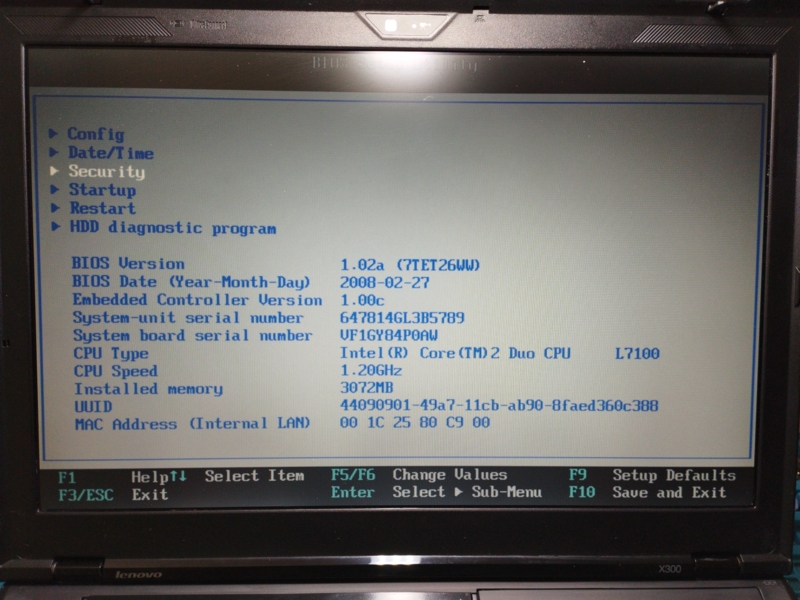 ▶ Config
▶ Date/Time
▶ Security
▶ Startup
▶ Restart
▶ HDD diagnostic program
BIOS Version 1.02a (7TET26WW)
BIOS Date (Year-Month-Day) 2008-02-27
Embedded Controller Version 1.00c
System-unit serial number 647814GL3B5789
System board serial number VF1GY84P0AW
CPU Type Intel(R) Core(TM)2 Duo CPU L7100
CPU Speed 1.20GHz
Installed memory 3072MB
UUID 44090901-49a7-11cb-ab90-8faed360c388
MAC Address (Internal LAN) 00 1C 25 80 C9 00
F1 Help↑↓ Select Item F5/F6 Change Values F9 Setup Defaults
F3/ESC Exit Enter Select ▶ Sub-Menu F10 Save and Exit
lenovo X300